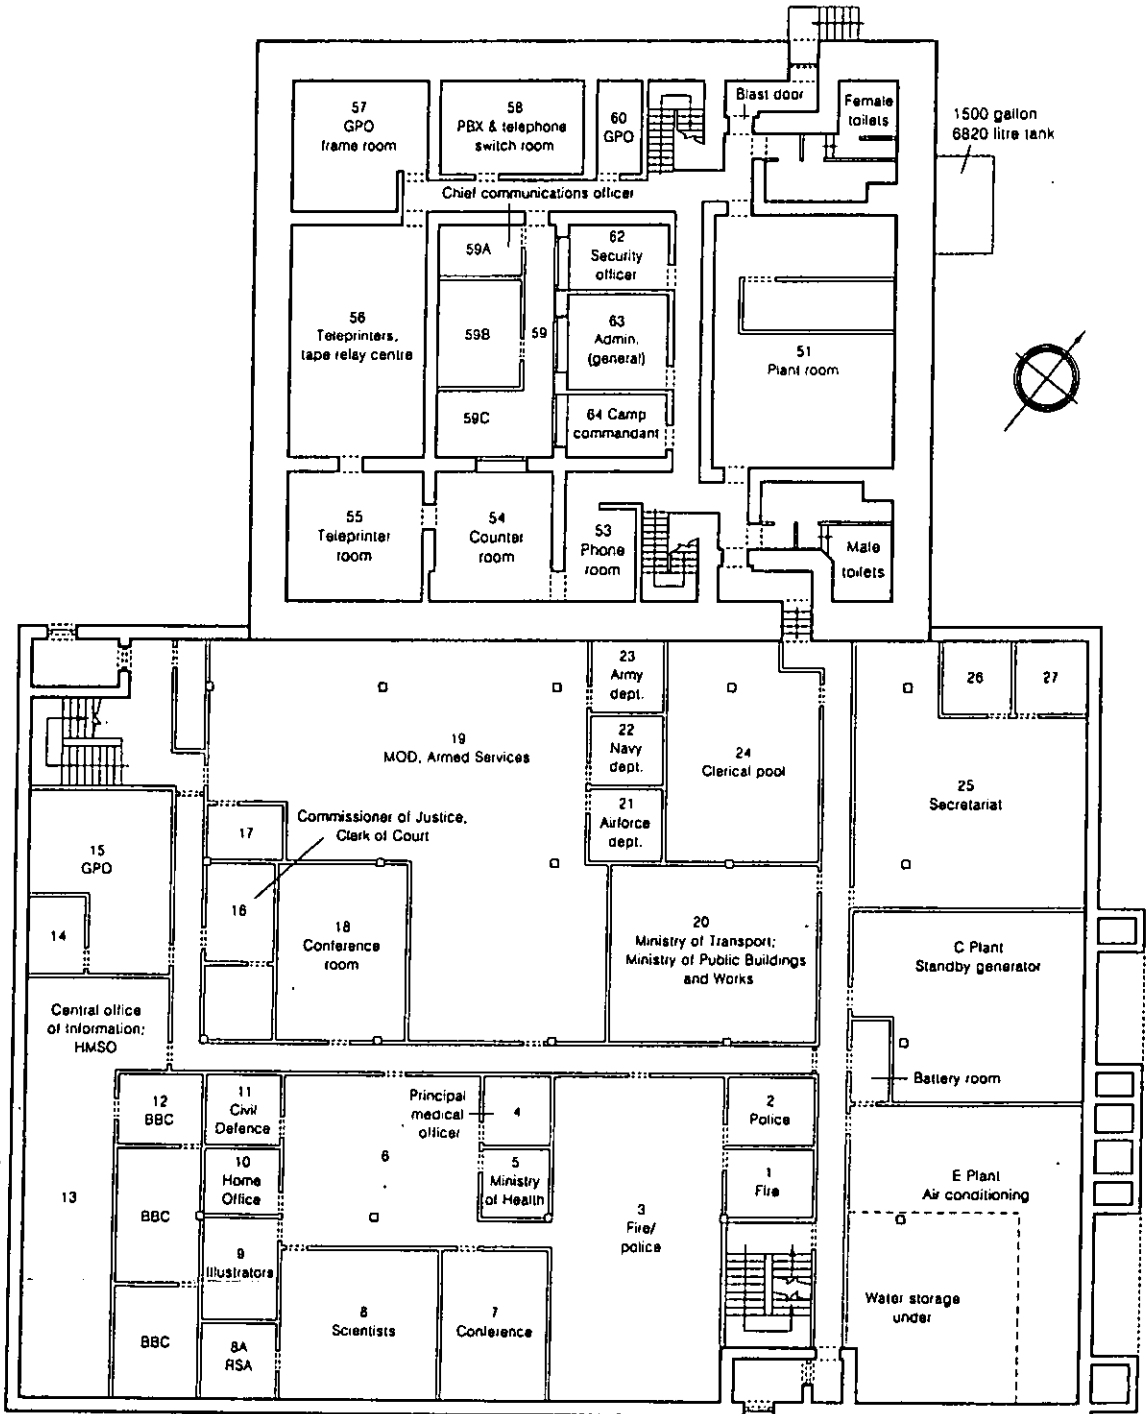 57
GPO
frame room
58
PBX & telephone
switch room
60
GPO
Blast door
Female
toilets
1500 gallon
6820 litre tank
Chief communications officer
59A
62
Security
officer
56
Teleprinters,
tape relay centre
59B
59
63
Admin.
(general)
51
Plant room
59C
64 Camp
commandant
55
Teleprinter
room
54
Counter
room
53
Phone
room
Male
toilets
23
Army
dept.
26
27
19
MOD, Armed Services
22
Navy
dept.
24
Clerical pool
25
Secretariat
21
Airforce
dept.
17
Commissioner of Justice,
Clerk of Court
15
GPO
16
14
18
Conference
room
20
Ministry of Transport;
Ministry of Public Buildings
and Works
C Plant
Standby generator
Central office
of Information;
HMSO
Battery room
12
BBC
11
Civil
Defence
Principal
medical
officer
4
2
Police
6
10
Home
Office
5
Ministry
of Health
1
Fire
E Plant
Air conditioning
13
BBC
3
Fire/
police
9
Illustrators
Water storage
under
8
Scientists
7
Conference
BBC
8A
RSA